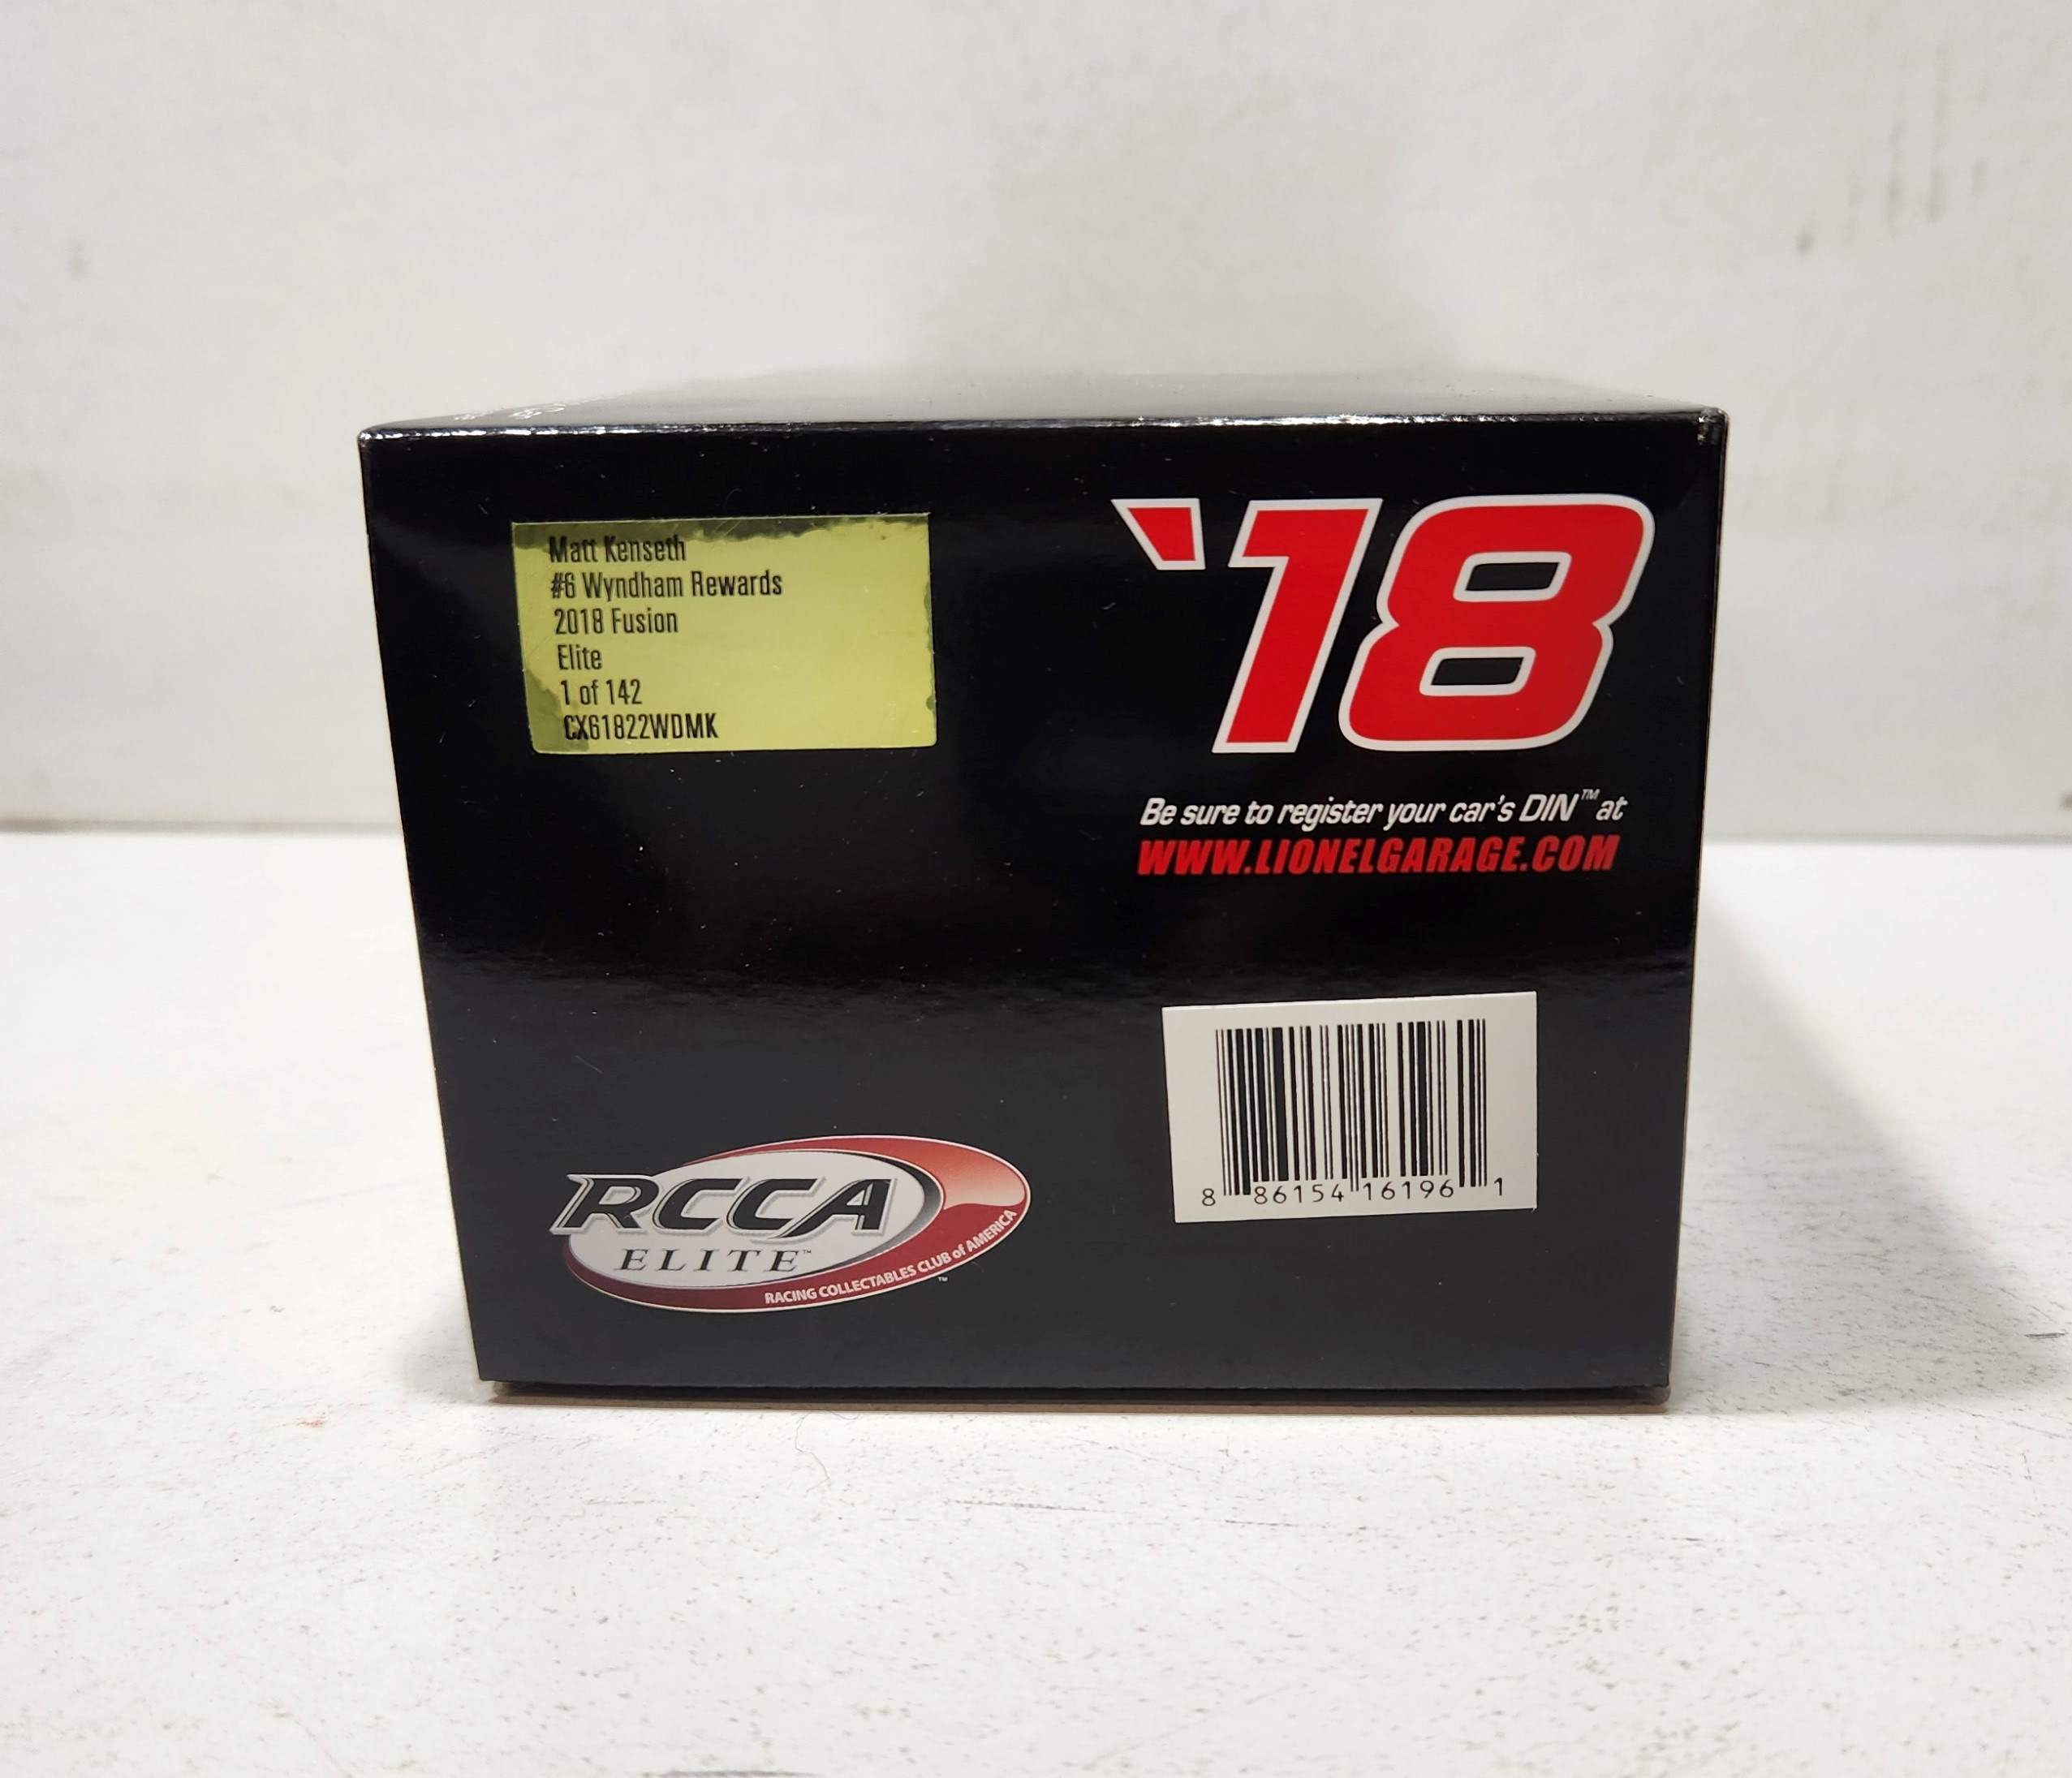 Matt Kenseth
#6 Wyndham Rewards
2018 Fusion
Elite
1 of 142
CX61822WDMK
'18
Be sure to register your car's DIN™ at
WWW.LIONELGARAGE.COM
8 86154 16196 1
RCCA
ELITE™
RACING COLLECTABLES CLUB of AMERICA™